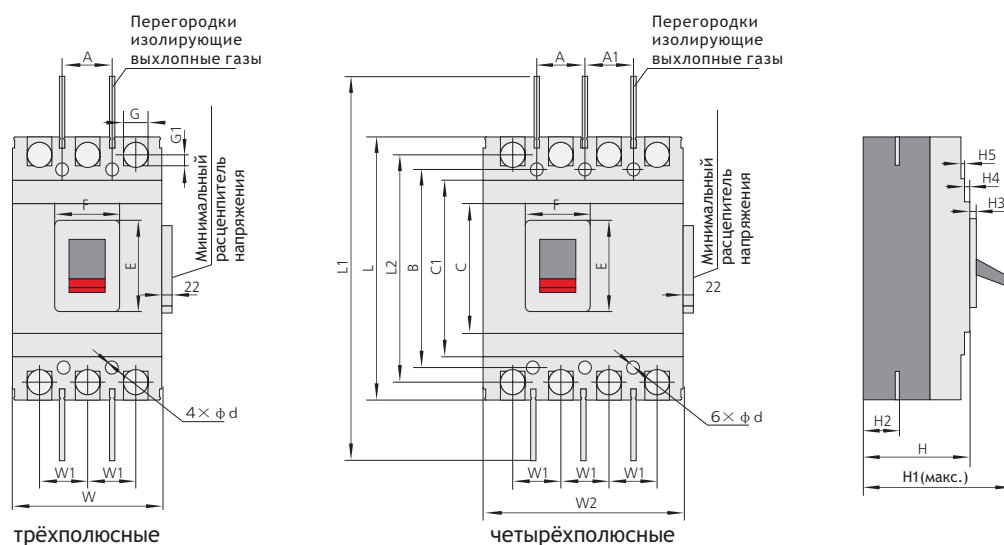 Перегородки
изолирующие
выхлопные газы
A
G
G1
Минимальный
расценпитель
напряжения
F
E
22
4×ϕd
W1
W1
W
трёхполюсные
Перегородки
изолирующие
выхлопные газы
A
A1
Минимальный
расцепитель
напряжения
L1
L
L2
B
C1
C
F
E
22
6×ϕd
W1
W1
W1
W2
четырёхполюсные
H5
H4
H3
H2
H
H1(макс.)